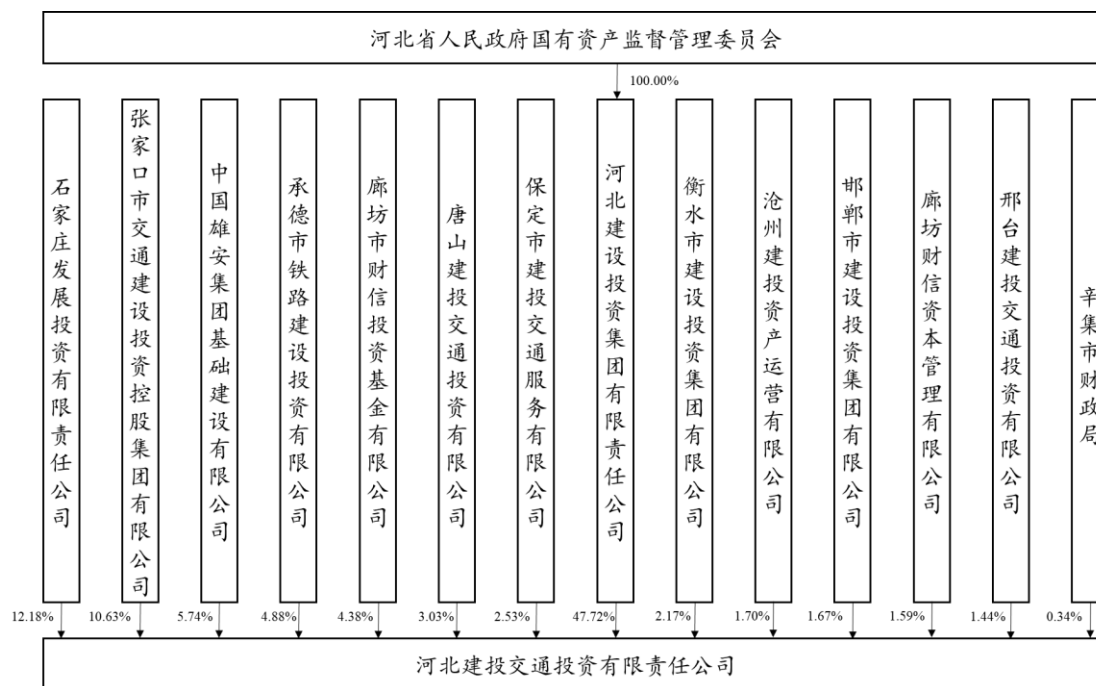 河北省人民政府国有资产监督管理委员会
100.00%
石家庄发展投资有限责任公司
张家口市交通建设投资控股集团有限公司
中国雄安集团基础建设有限公司
承德市铁路建设投资有限公司
廊坊市财信投资基金有限公司
唐山建投交通投资有限公司
保定市建投交通服务有限公司
河北建设投资集团有限责任公司
衡水市建设投资集团有限公司
沧州建投资产运营有限公司
邯郸市建设投资集团有限公司
廊坊财信资本管理有限公司
邢台建投交通投资有限公司
辛集市财政局
12.18%
10.63%
5.74%
4.88%
4.38%
3.03%
2.53%
47.72%
2.17%
1.70%
1.67%
1.59%
1.44%
0.34%
河北建投交通投资有限责任公司